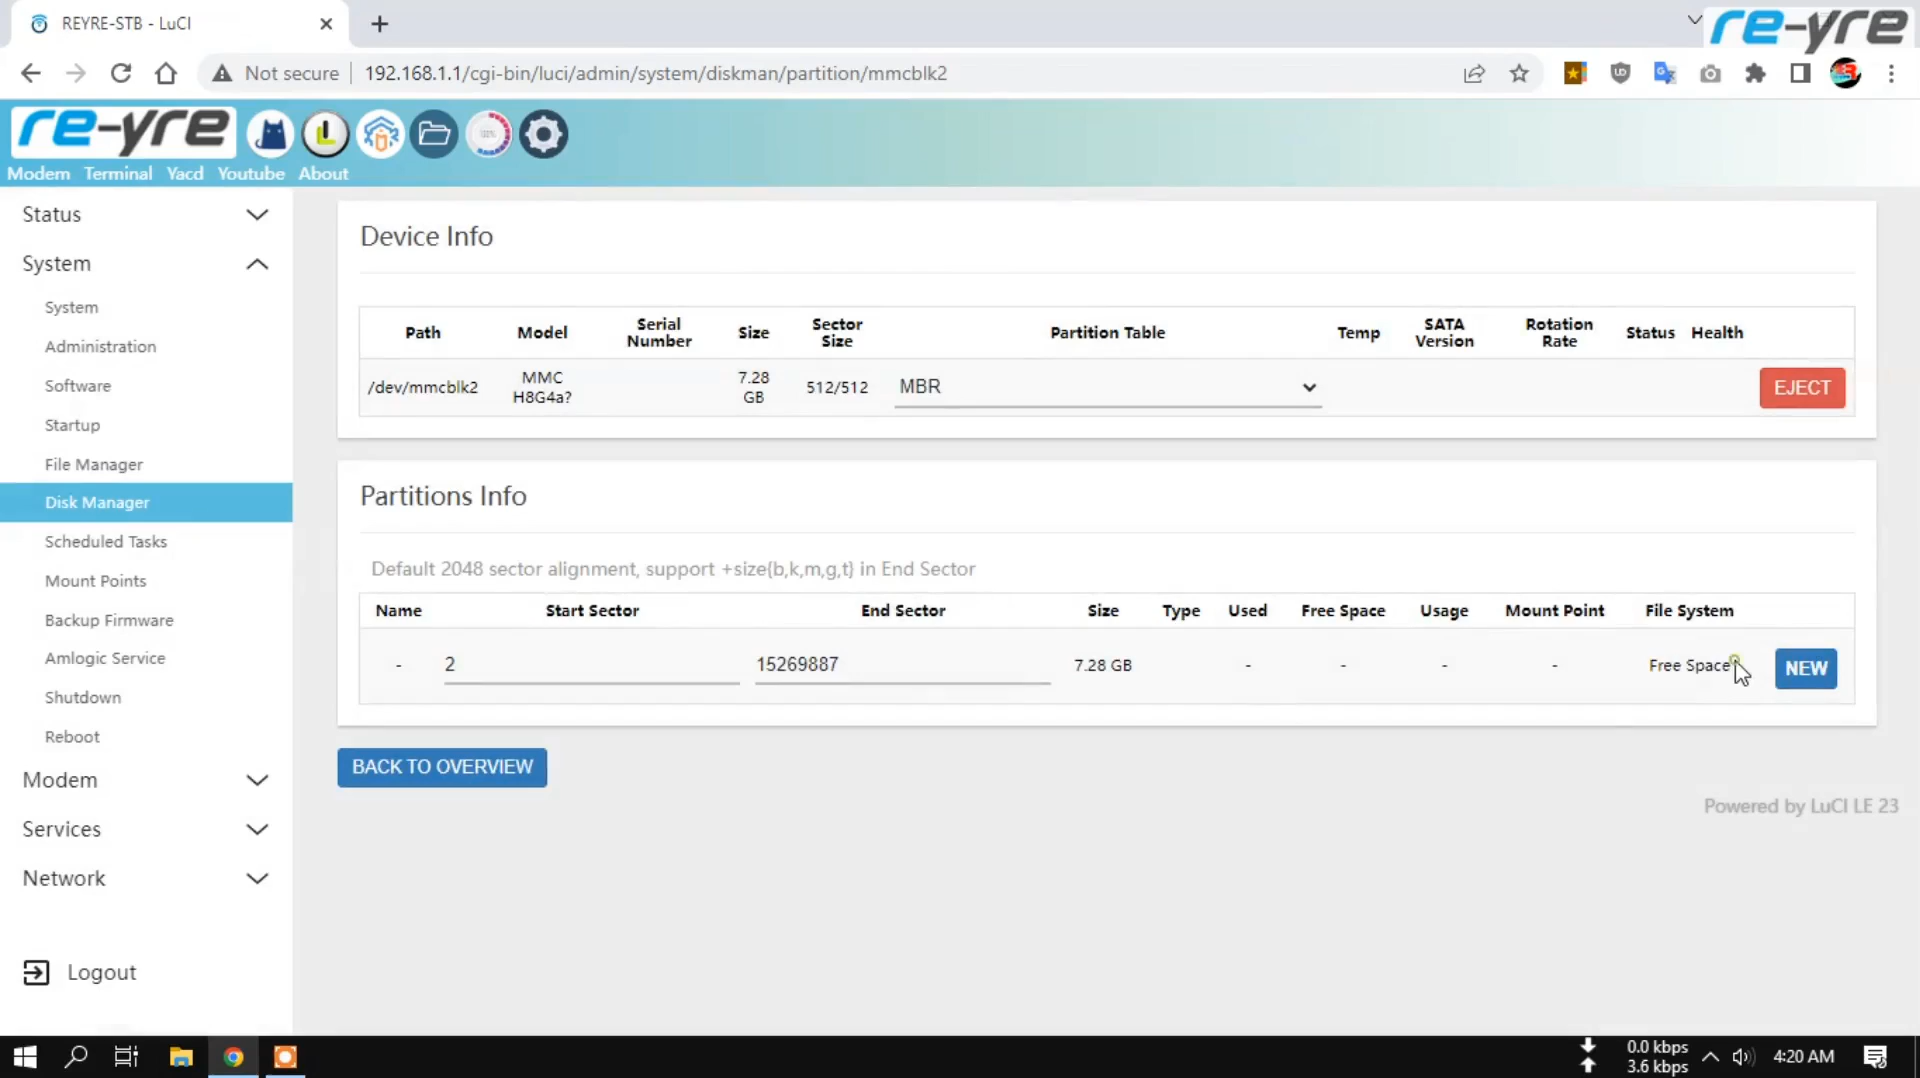 REYRE-STB - LuCI
re-yre
Not secure
192.168.1.1/cgi-bin/luci/admin/system/diskman/partition/mmcblk2
re-yre
100%
Modem Terminal Yacd Youtube About
Status
System
System
Administration
Software
Startup
File Manager
Disk Manager
Scheduled Tasks
Mount Points
Backup Firmware
Amlogic Service
Shutdown
Reboot
Modem
Services
Network
Logout
Device Info
Path Model Serial Number Size Sector Size Partition Table Temp SATA Version Rotation Rate Status Health
/dev/mmcblk2 MMC H8G4a? 7.28 GB 512/512 MBR EJECT
Partitions Info
Default 2048 sector alignment, support +size{b,k,m,g,t} in End Sector
Name Start Sector End Sector Size Type Used Free Space Usage Mount Point File System
- 2 15269887 7.28 GB - - - - Free Space NEW
BACK TO OVERVIEW
Powered by LuCI LE 23
0.0 kbps
3.6 kbps
4:20 AM